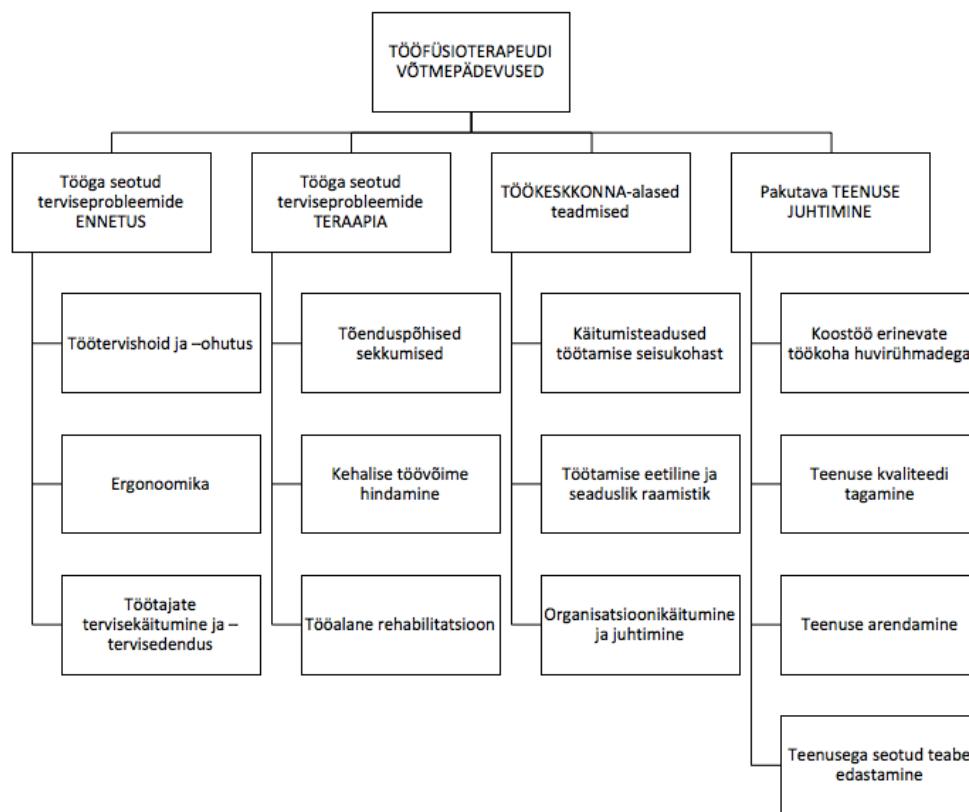 TÖÖFÜSIOTERAPEUDI
VÕTMEPÄDEVUSED
Tööga seotud
terviseprobleemide
ENNETUS
Töötervishoid ja –ohutus
Ergonoomika
Töötajate
tervisekäitumine ja –
tervisedendus
Tööga seotud
terviseprobleemide
TERAAPIA
Tõenduspõhised
sekkumised
Kehalise töövõime
hindamine
Tööalane rehabilitatsioon
TÖÖKESKKONNA-alased
teadmised
Käitumisteadused
töötamise seisukohast
Töötamise eetiline ja
seaduslik raamistik
Organisatsioonikäitumine
ja juhtimine
Pakutava TEENUSE
JUHTIMINE
Koostöö erinevate
töökoha huvirühmadega
Teenuse kvaliteedi
tagamine
Teenuse arendamine
Teenusega seotud teabe
edastamine